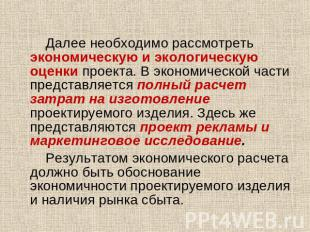 Далее необходимо рассмотреть
экономическую и экологическую
оценки проекта. В экономической части
представляется полный расчет
затрат на изготовление
проектируемого изделия. Здесь же
представляются проект рекламы и
маркетинговое исследование.
Результатом экономического расчета
должно быть обоснование
экономичности проектируемого изделия
и наличия рынка сбыта.
PPt4WEB.ru